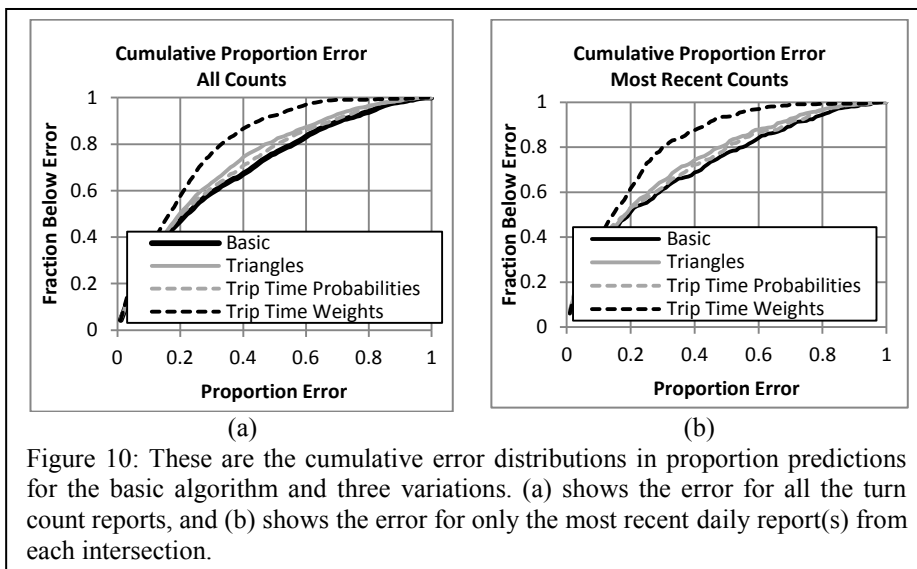 Cumulative Proportion Error
All Counts
Fraction Below Error
1
0.8
0.6
0.4
0.2
0
Basic
Triangles
Trip Time Probabilities
Trip Time Weights
0 0.2 0.4 0.6 0.8 1
Proportion Error
(a)
Cumulative Proportion Error
Most Recent Counts
Fraction Below Error
1
0.8
0.6
0.4
0.2
0
Basic
Triangles
Trip Time Probabilities
Trip Time Weights
0 0.2 0.4 0.6 0.8 1
Proportion Error
(b)
Figure 10: These are the cumulative error distributions in proportion predictions
for the basic algorithm and three variations. (a) shows the error for all the turn
count reports, and (b) shows the error for only the most recent daily report(s) from
each intersection.